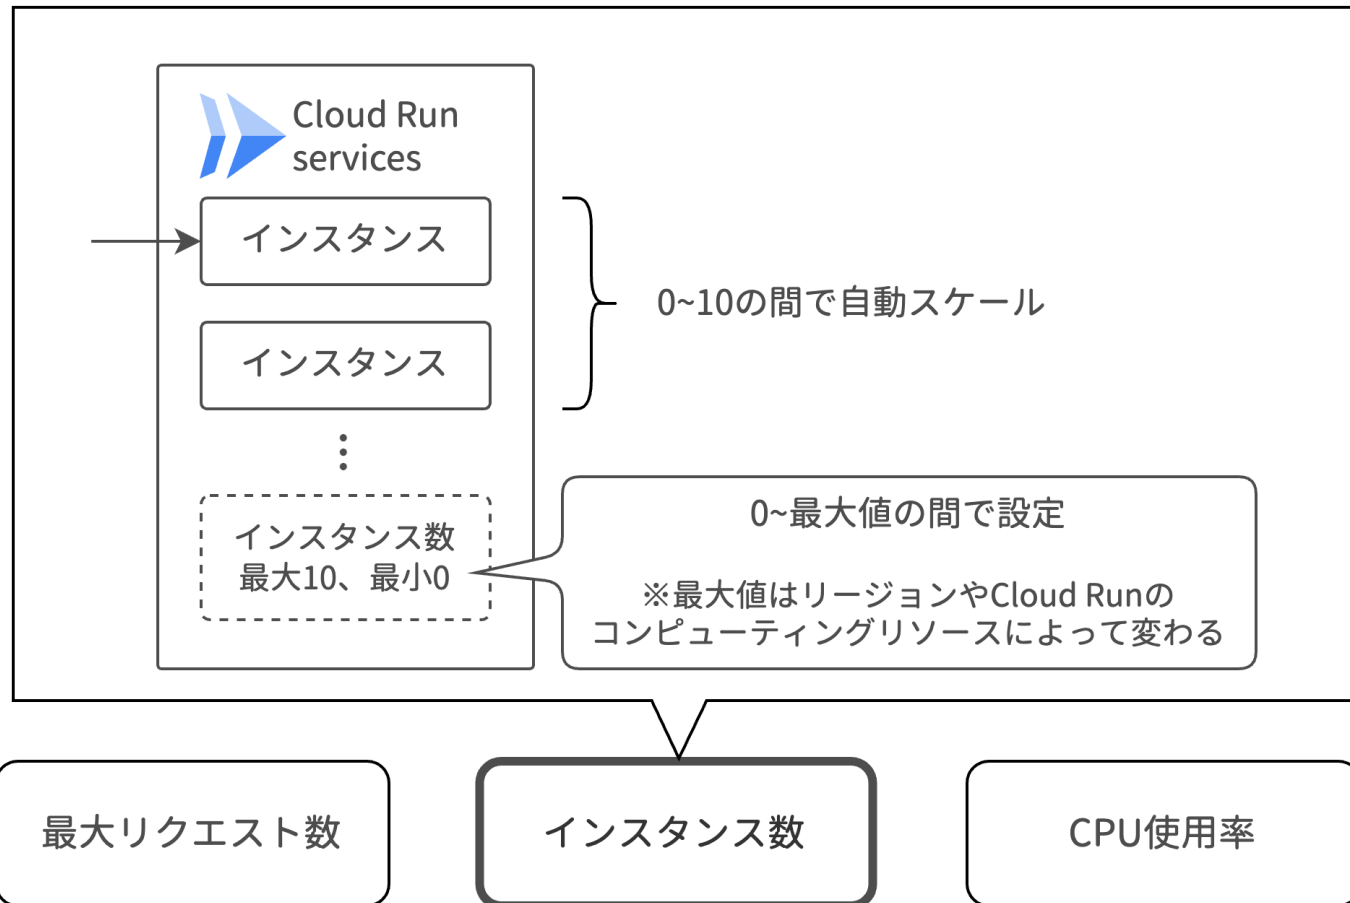 Cloud Run
services
インスタンス
インスタンス
0~10の間で自動スケール
インスタンス数
最大10、最小0
0~最大値の間で設定
※最大値はリージョンやCloud Runの
コンピューティングリソースによって変わる
最大リクエスト数
インスタンス数
CPU使用率